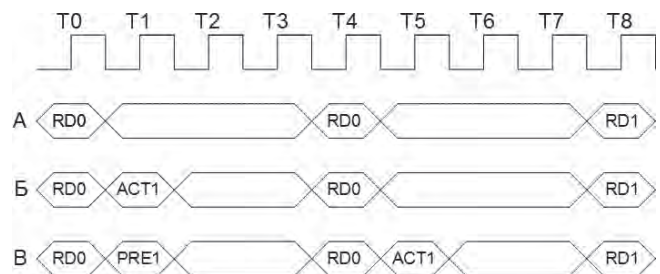 T0 T1 T2 T3 T4 T5 T6 T7 T8
А RD0 RD0 RD1
Б RD0 ACT1 RD0 RD1
В RD0 PRE1 RD0 ACT1 RD1